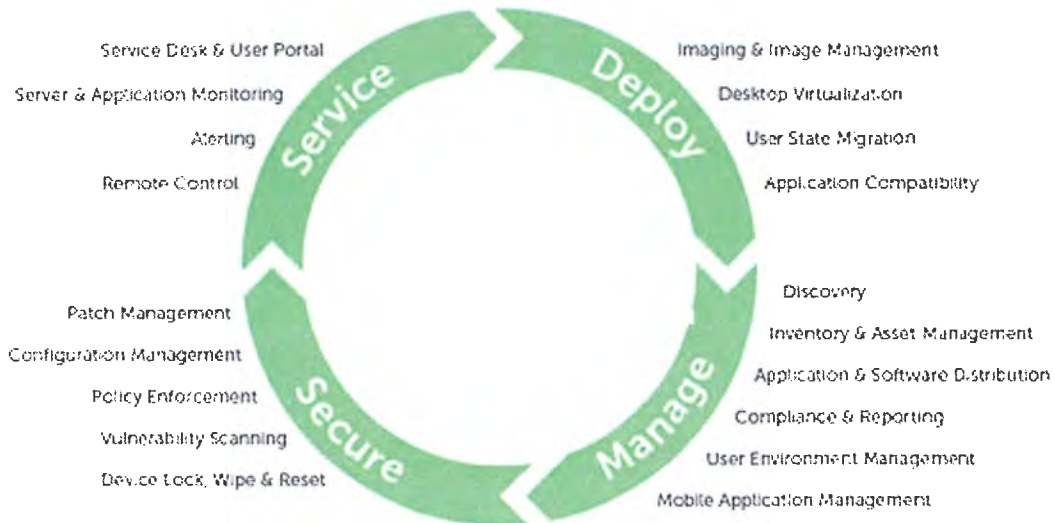 Service
Service Desk & User Portal
Server & Application Monitoring
Alerting
Remote Control
Deploy
Imaging & Image Management
Desktop Virtualization
User State Migration
Application Compatibility
Manage
Discovery
Inventory & Asset Management
Application & Software Distribution
Compliance & Reporting
User Environment Management
Mobile Application Management
Secure
Patch Management
Configuration Management
Policy Enforcement
Vulnerability Scanning
Device Lock, Wipe & Reset